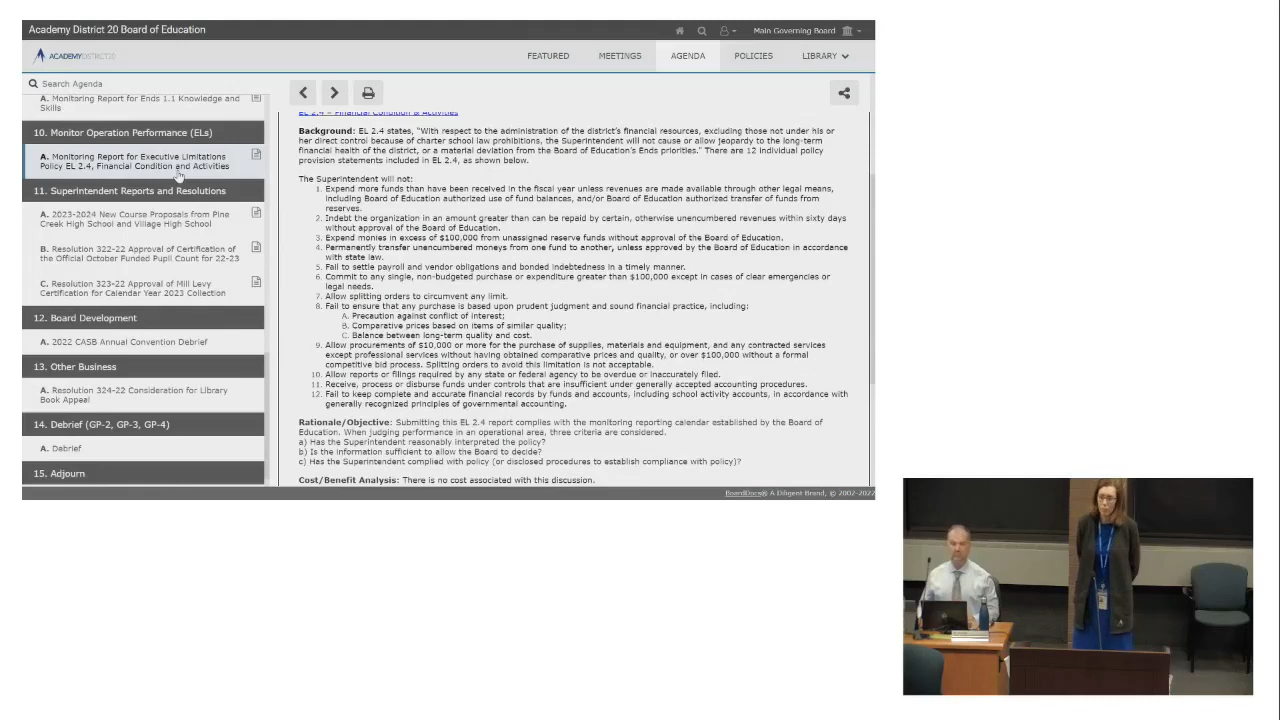 Academy District 20 Board of Education
Main Governing Board
ACADEMYDISTRICT20
FEATURED
MEETINGS
AGENDA
POLICIES
LIBRARY
Search Agenda
A. Monitoring Report for Ends 1.1 Knowledge and
Skills
10. Monitor Operation Performance (ELs)
A. Monitoring Report for Executive Limitations
Policy EL 2.4, Financial Condition and Activities
11. Superintendent Reports and Resolutions
A. 2023-2024 New Course Proposals from Pine
Creek High School and Village High School
B. Resolution 322-22 Approval of Certification of
the Official October Funded Pupil Count for 22-23
C. Resolution 323-22 Approval of Mill Levy
Certification for Calendar Year 2023 Collection
12. Board Development
A. 2022 CASB Annual Convention Debrief
13. Other Business
A. Resolution 324-22 Consideration for Library
Book Appeal
14. Debrief (GP-2, GP-3, GP-4)
A. Debrief
15. Adjourn
EL 2.4 – Financial Condition & Activities
Background: EL 2.4 states, "With respect to the administration of the district's financial resources, excluding those not under his or
her direct control because of charter school law prohibitions, the Superintendent will not cause or allow jeopardy to the long-term
financial health of the district, or a material deviation from the Board of Education's Ends priorities." There are 12 individual policy
provision statements included in EL 2.4, as shown below.
The Superintendent will not:
1. Expend more funds than have been received in the fiscal year unless revenues are made available through other legal means,
including Board of Education authorized use of fund balances, and/or Board of Education authorized transfer of funds from
reserves.
2. Indebt the organization in an amount greater than can be repaid by certain, otherwise unencumbered revenues within sixty days
without approval of the Board of Education.
3. Expend monies in excess of $100,000 from unassigned reserve funds without approval of the Board of Education.
4. Permanently transfer unencumbered moneys from one fund to another, unless approved by the Board of Education in accordance
with state law.
5. Fail to settle payroll and vendor obligations and bonded indebtedness in a timely manner.
6. Commit to any single, non-budgeted purchase or expenditure greater than $100,000 except in cases of clear emergencies or
legal needs.
7. Allow splitting orders to circumvent any limit.
8. Fail to ensure that any purchase is based upon prudent judgment and sound financial practice, including:
A. Precaution against conflict of interest;
B. Comparative prices based on items of similar quality;
C. Balance between long-term quality and cost.
9. Allow procurements of $10,000 or more for the purchase of supplies, materials and equipment, and any contracted services
except professional services without having obtained comparative prices and quality, or over $100,000 without a formal
competitive bid process. Splitting orders to avoid this limitation is not acceptable.
10. Allow reports or filings required by any state or federal agency to be overdue or inaccurately filed.
11. Receive, process or disburse funds under controls that are insufficient under generally accepted accounting procedures.
12. Fail to keep complete and accurate financial records by funds and accounts, including school activity accounts, in accordance with
generally recognized principles of governmental accounting.
Rationale/Objective: Submitting this EL 2.4 report complies with the monitoring reporting calendar established by the Board of
Education. When judging performance in an operational area, three criteria are considered.
a) Has the Superintendent reasonably interpreted the policy?
b) Is the information sufficient to allow the Board to decide?
c) Has the Superintendent complied with policy (or disclosed procedures to establish compliance with policy)?
Cost/Benefit Analysis: There is no cost associated with this discussion.
BoardDocs® A Diligent Brand, © 2002-2022